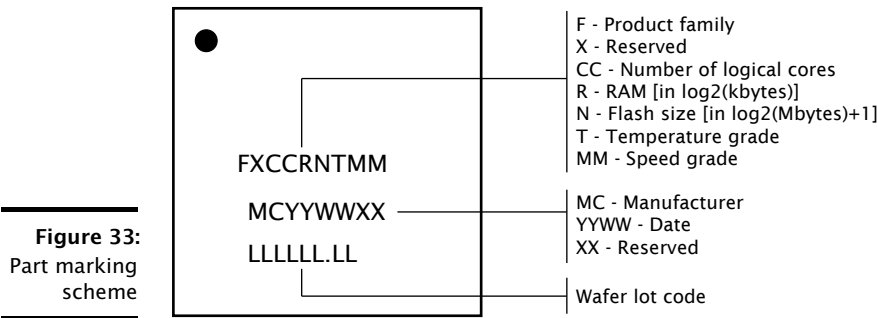 F - Product family
X - Reserved
CC - Number of logical cores
R - RAM [in log2(kbytes)]
N - Flash size [in log2(Mbytes)+1]
T - Temperature grade
MM - Speed grade
FXCCRNTMM
MCYYWWXX
LLLLLL.LL
MC - Manufacturer
YYWW - Date
XX - Reserved
Wafer lot code
Figure 33:
Part marking
scheme